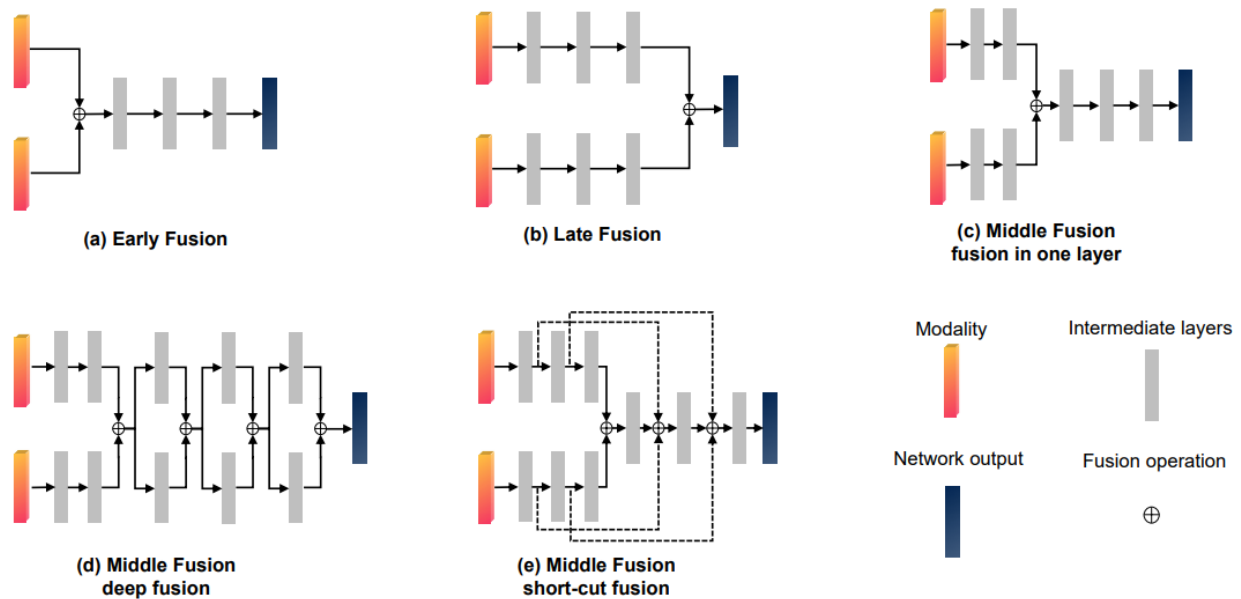 (a) Early Fusion
(b) Late Fusion
(c) Middle Fusion
fusion in one layer
(d) Middle Fusion
deep fusion
(e) Middle Fusion
short-cut fusion
Modality
Intermediate layers
Network output
Fusion operation